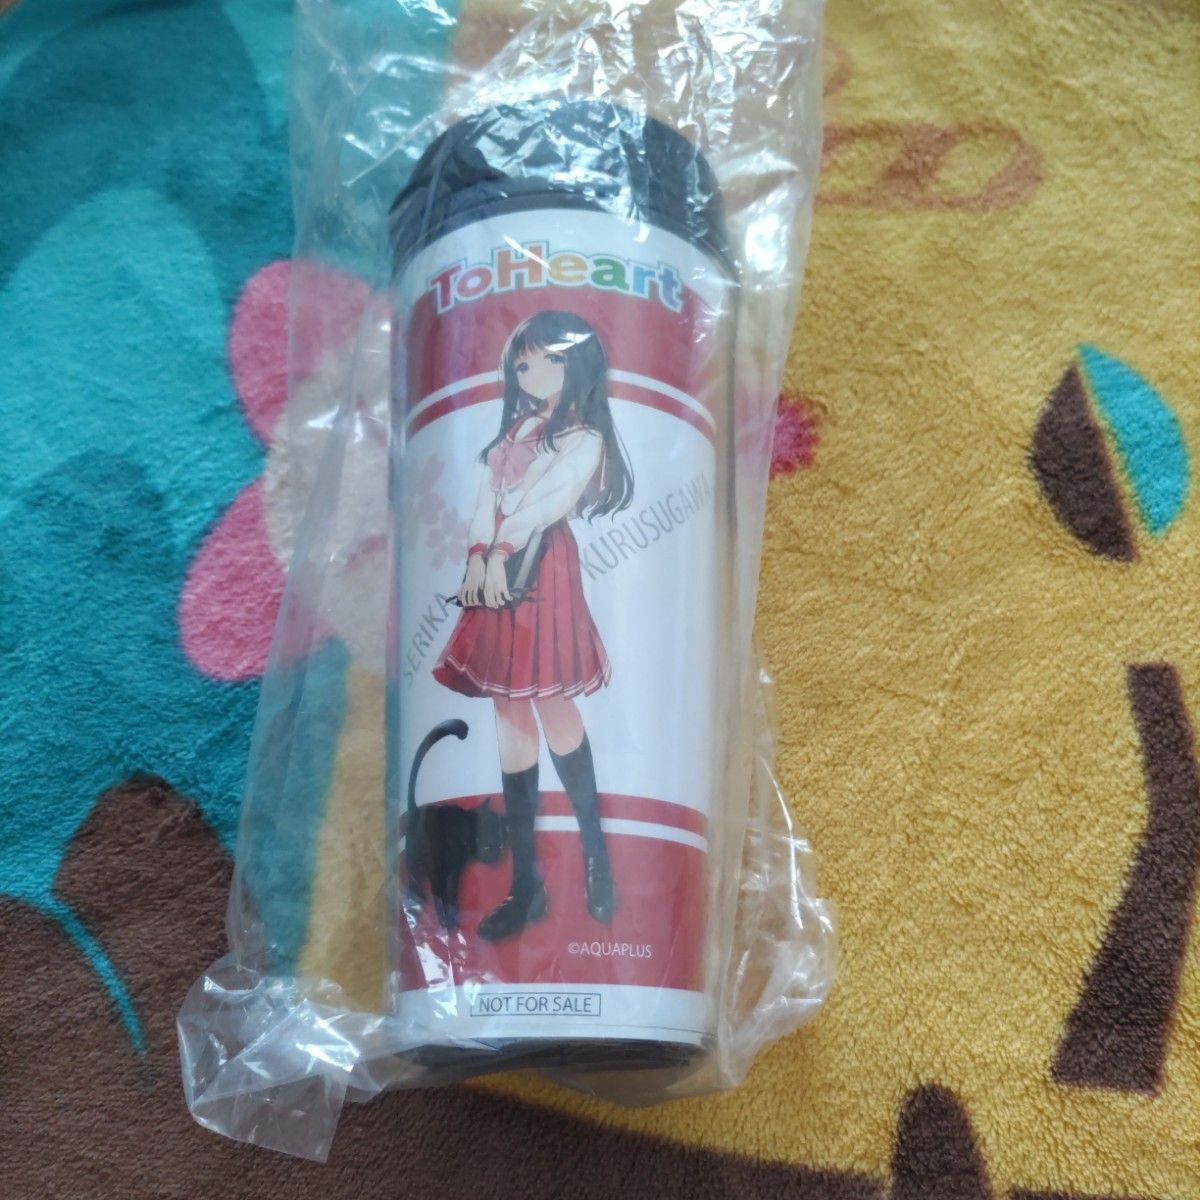 ToHeart
SERIKA
KURUSUGAWA
©AQUAPLUS
NOT FOR SALE